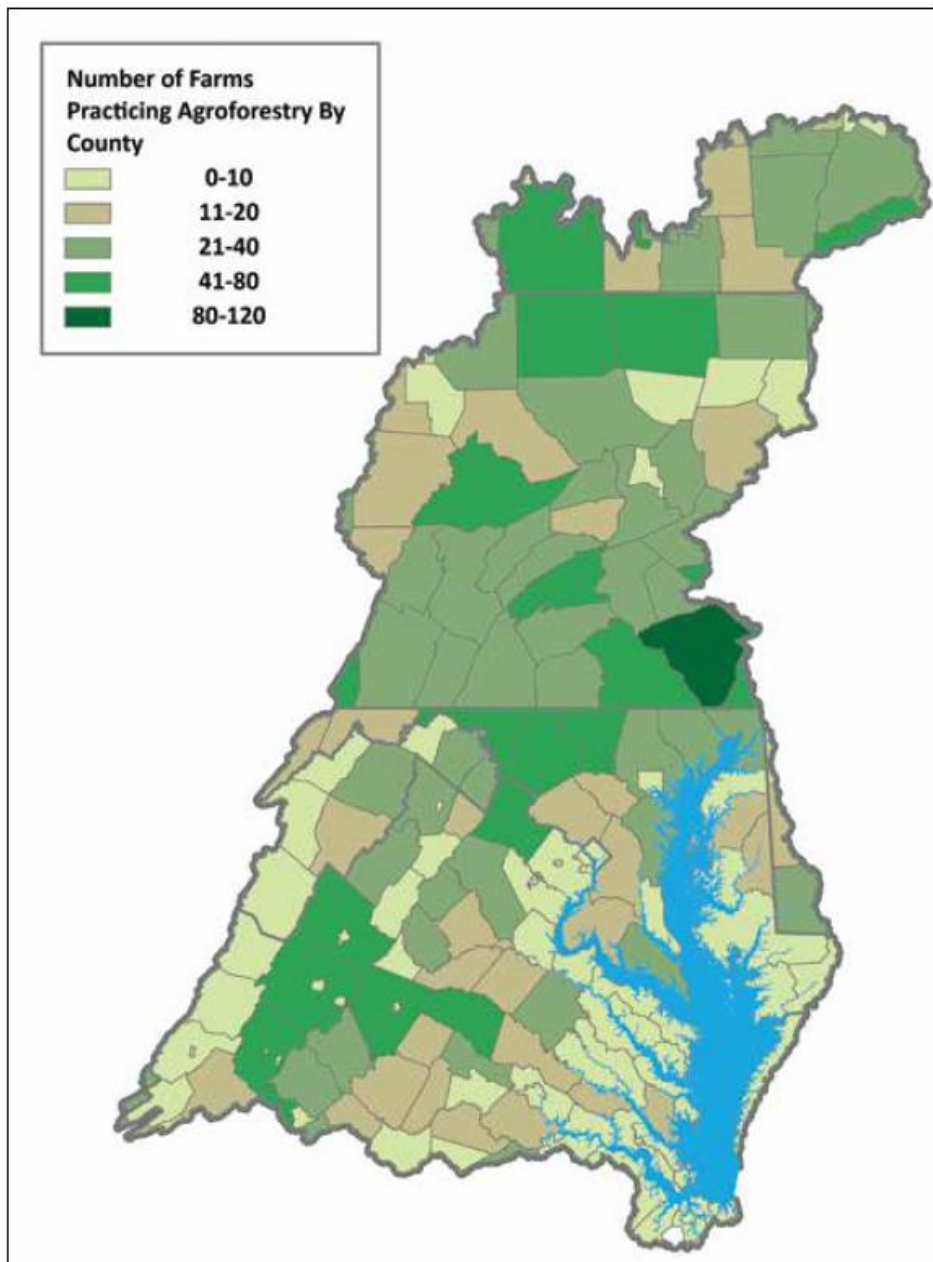 Number of Farms
Practicing Agroforestry By
County
0-10
11-20
21-40
41-80
80-120